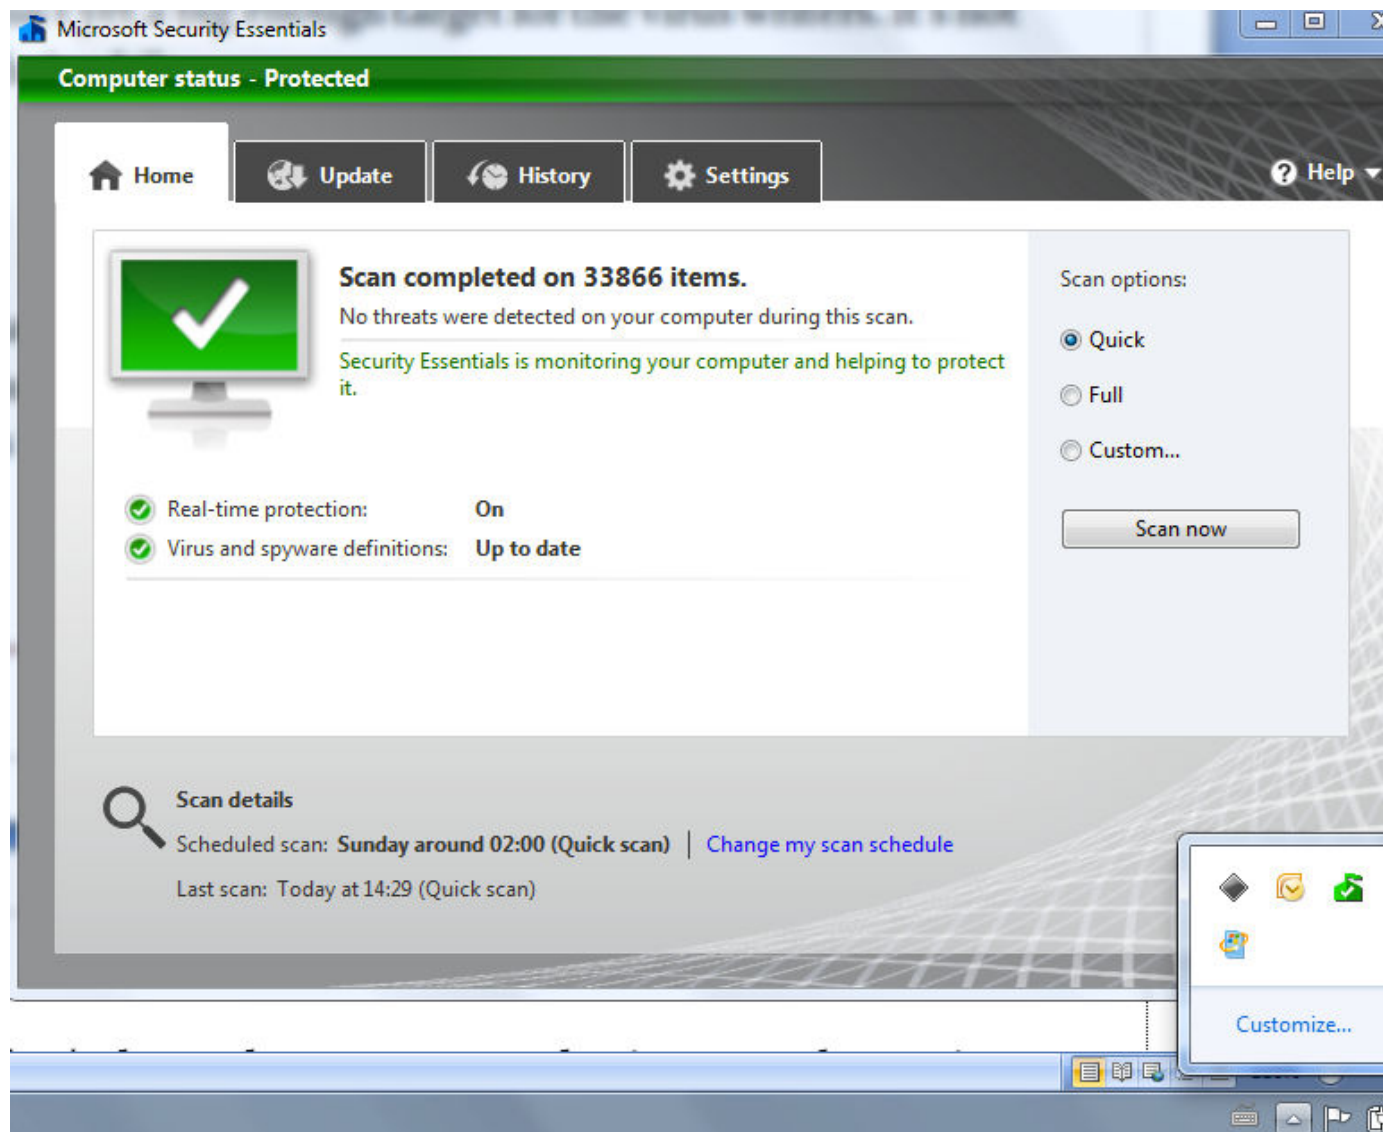 Microsoft Security Essentials
Computer status - Protected
Home
Update
History
Settings
Help
Scan completed on 33866 items.
No threats were detected on your computer during this scan.
Security Essentials is monitoring your computer and helping to protect
it.
Real-time protection: On
Virus and spyware definitions: Up to date
Scan options:
Quick
Full
Custom...
Scan now
Scan details
Scheduled scan: Sunday around 02:00 (Quick scan) | Change my scan schedule
Last scan: Today at 14:29 (Quick scan)
Customize...